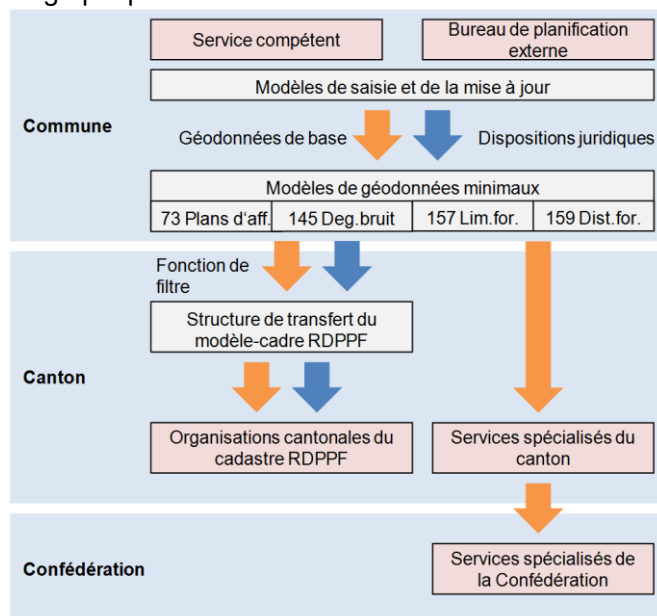 Service compétent
Bureau de planification
externe
Modèles de saisie et de la mise à jour
Commune
Géodonnées de base
Dispositions juridiques
Modèles de géodonnées minimaux
73 Plans d'aff.
145 Deg.bruit
157 Lim.for.
159 Dist.for.
Fonction de
filtre
Structure de transfert du
modèle-cadre RDPPF
Canton
Organisations cantonales du
cadastre RDPPF
Services spécialisés du
canton
Confédération
Services spécialisés de
la Confédération